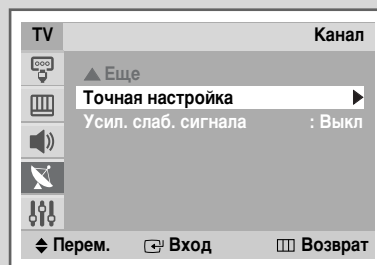 TV Канал
▲ Еще
Точная настройка ▶
Усил. слаб. сигнала : Выкл
Перем. Вход Возврат